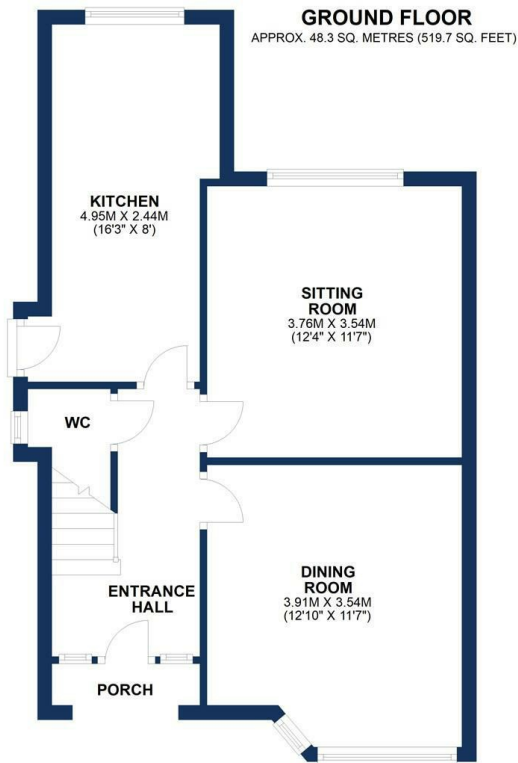 GROUND FLOOR
APPROX. 48.3 SQ. METRES (519.7 SQ. FEET)
KITCHEN
4.95M X 2.44M
(16'3" X 8')
SITTING
ROOM
3.76M X 3.54M
(12'4" X 11'7")
WC
ENTRANCE
HALL
DINING
ROOM
3.91M X 3.54M
(12'10" X 11'7")
PORCH